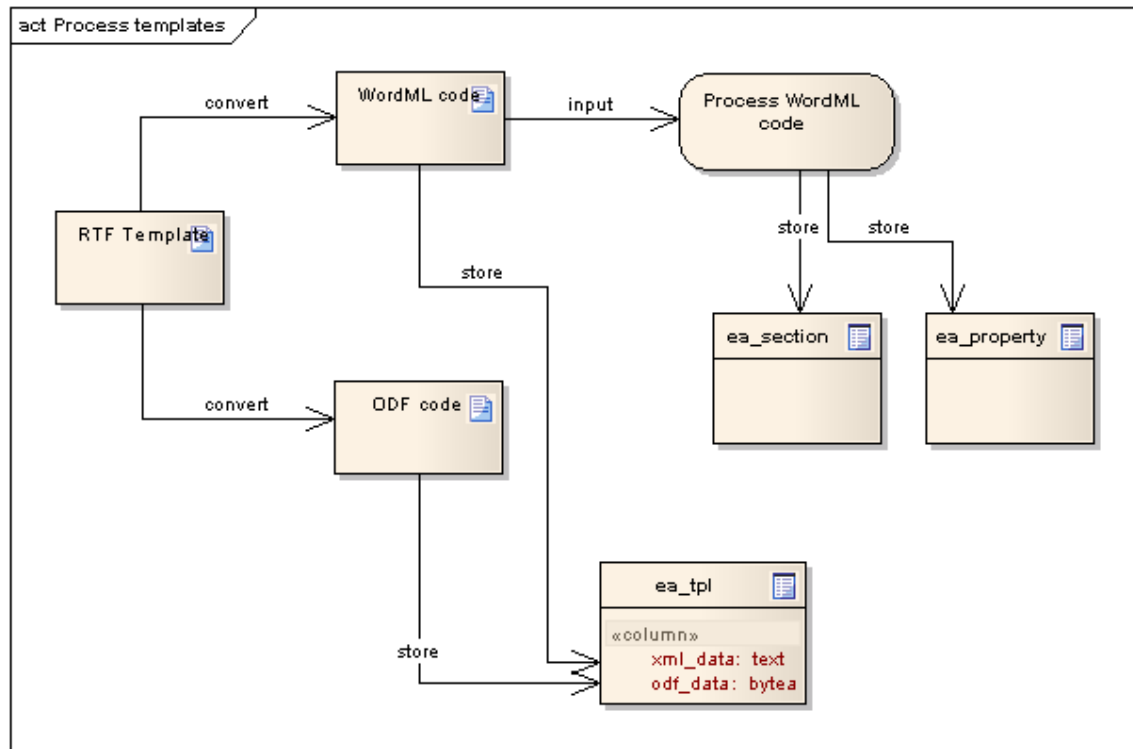 act Process templates
WordML code
convert
input
Process WordML
code
RTF Template
store
store
store
ea_section
ea_property
ODF code
convert
ea_tpl
«column»
store
xml_data: text
odf_data: bytea